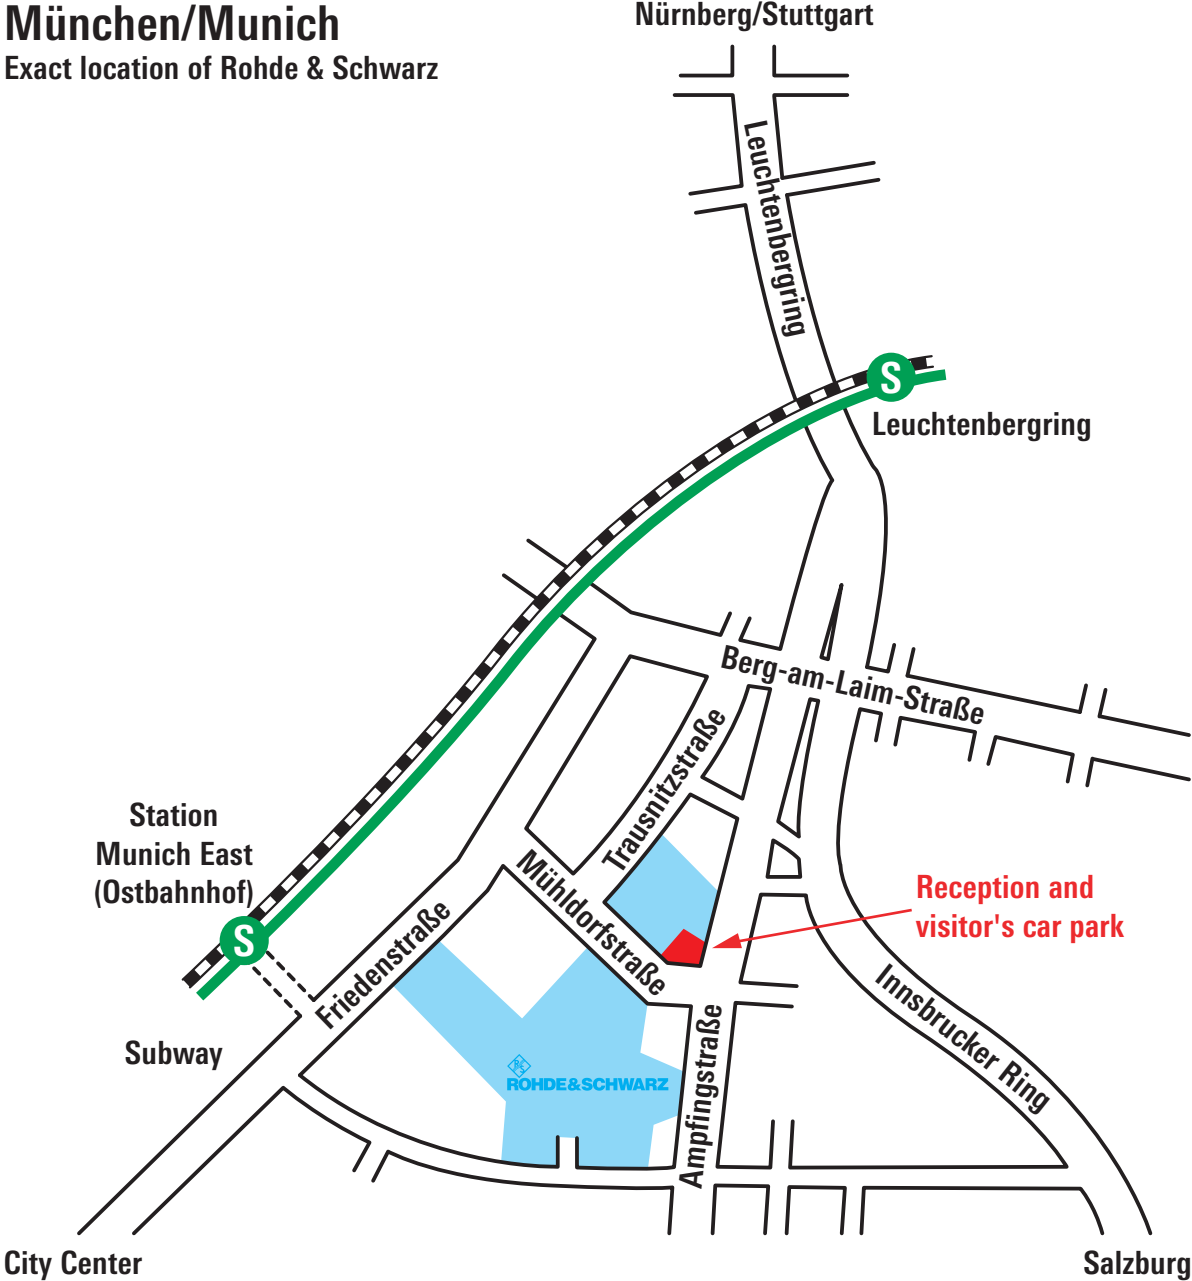 München/Munich
Exact location of Rohde & Schwarz
Nürnberg/Stuttgart
Leuchtenbergring
S
Leuchtenbergring
Berg-am-Laim-Straße
Trausnitzstraße
Station
Munich East
(Ostbahnhof)
Mühldorfstraße
Reception and
visitor's car park
S
Friedenstraße
Innsbrucker Ring
Subway
R&S
ROHDE&SCHWARZ
Ampfingstraße
City Center
Salzburg